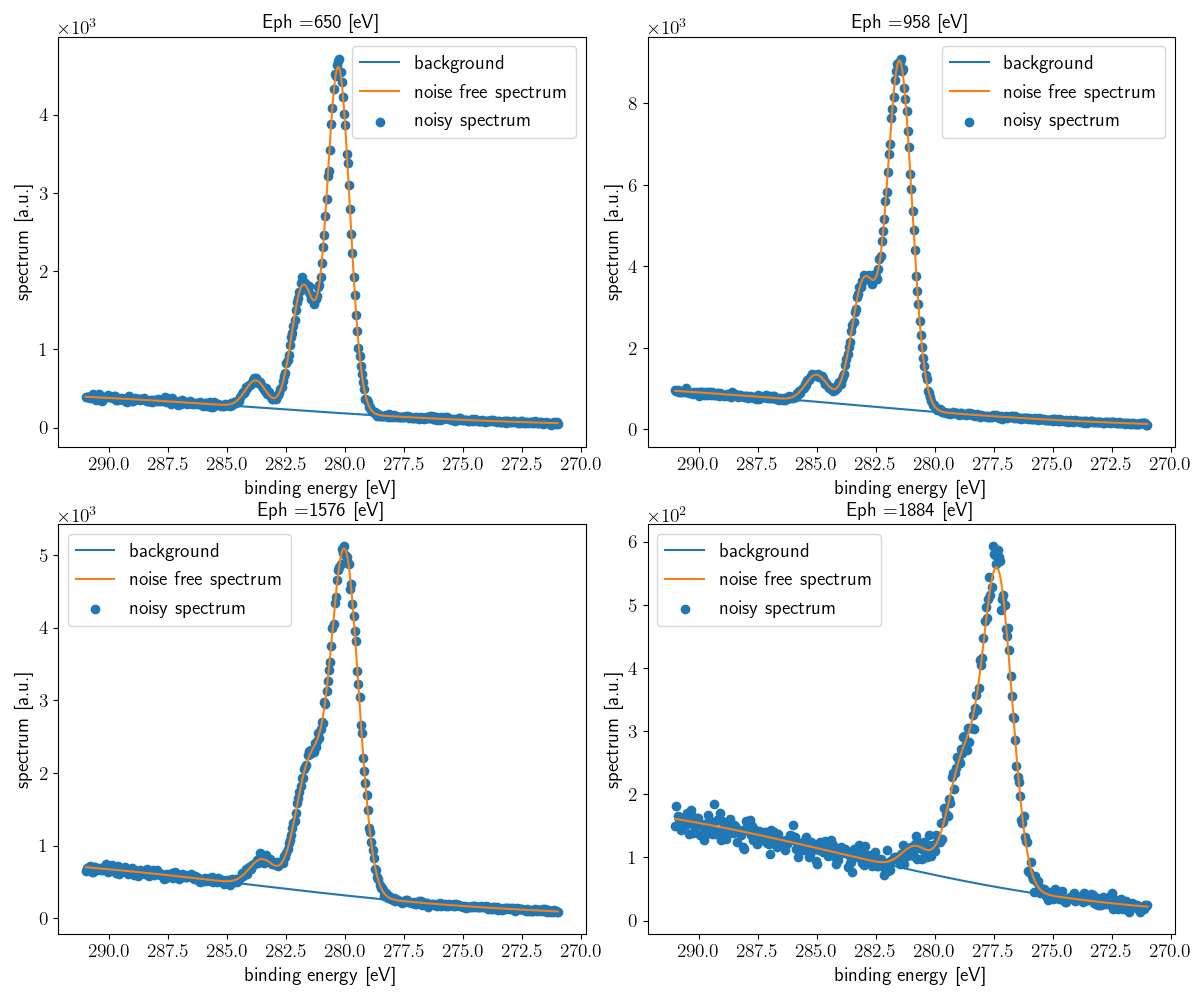 Eph =650 [eV]
×10³
spectrum [a.u.]
4
3
2
1
0
background
noise free spectrum
noisy spectrum
290.0 287.5 285.0 282.5 280.0 277.5 275.0 272.5 270.0
binding energy [eV]
Eph =958 [eV]
×10³
spectrum [a.u.]
8
6
4
2
0
background
noise free spectrum
noisy spectrum
290.0 287.5 285.0 282.5 280.0 277.5 275.0 272.5 270.0
binding energy [eV]
Eph =1576 [eV]
×10³
spectrum [a.u.]
5
4
3
2
1
0
background
noise free spectrum
noisy spectrum
290.0 287.5 285.0 282.5 280.0 277.5 275.0 272.5 270.0
binding energy [eV]
Eph =1884 [eV]
×10²
spectrum [a.u.]
6
5
4
3
2
1
0
background
noise free spectrum
noisy spectrum
290.0 287.5 285.0 282.5 280.0 277.5 275.0 272.5 270.0
binding energy [eV]